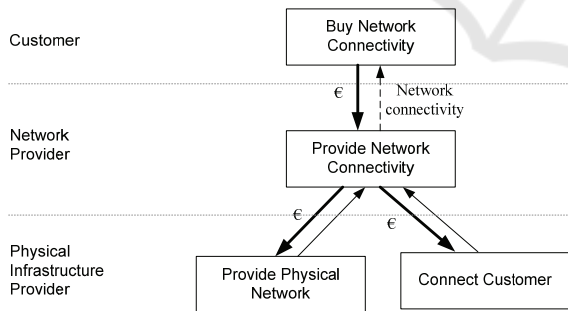 Customer
Buy Network
Connectivity
€
Network
connectivity
Network
Provider
Provide Network
Connectivity
€
€
Physical
Infrastructure
Provider
Provide Physical
Network
Connect Customer